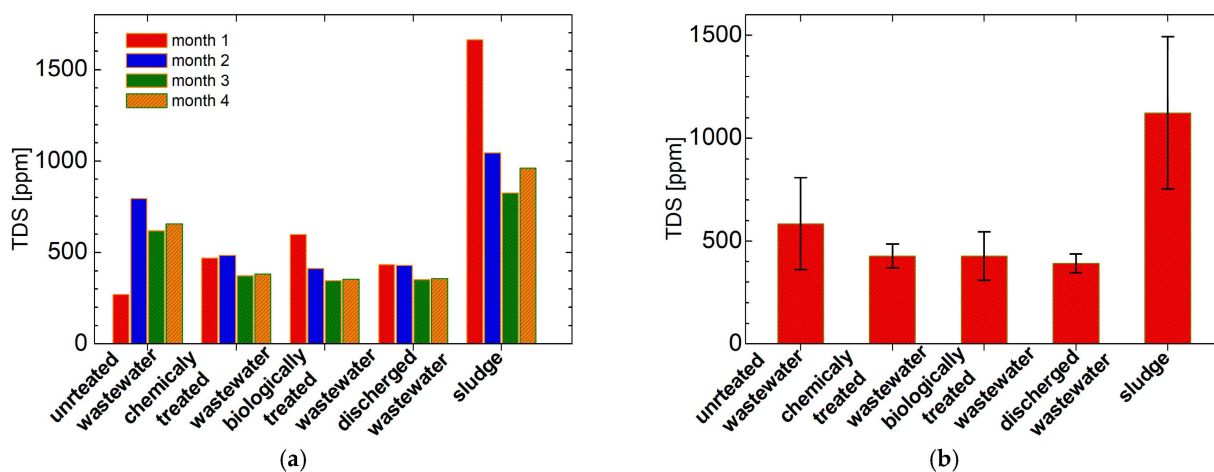 month 1
month 2
month 3
month 4
TDS [ppm]
1500
1000
500
0
unrteated
wastewater
chemicaly
treated
wastewater
biologically
treated
wastewater
discherged
wastewater
sludge
(a)
TDS [ppm]
1500
1000
500
0
unrteated
wastewater
chemicaly
treated
wastewater
biologically
treated
wastewater
discherged
wastewater
sludge
(b)